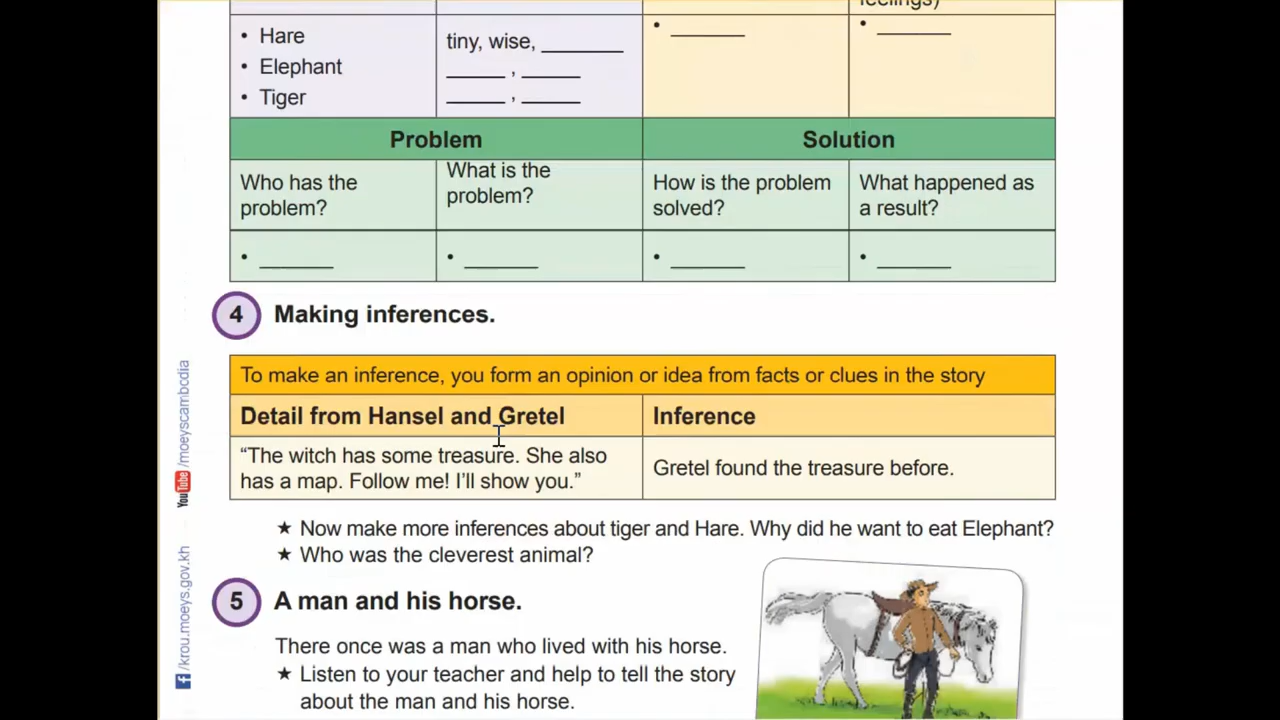 feelings)
• Hare
• Elephant
• Tiger
tiny, wise, ________
______ , ______
______ , ______
• ________
• ________
Problem
Solution
Who has the
problem?
What is the
problem?
How is the problem
solved?
What happened as
a result?
• ________
• ________
• ________
• ________
4 Making inferences.
To make an inference, you form an opinion or idea from facts or clues in the story
Detail from Hansel and Gretel
Inference
“The witch has some treasure. She also
has a map. Follow me! I’ll show you.”
Gretel found the treasure before.
★ Now make more inferences about tiger and Hare. Why did he want to eat Elephant?
★ Who was the cleverest animal?
5 A man and his horse.
There once was a man who lived with his horse.
★ Listen to your teacher and help to tell the story
about the man and his horse.
YouTube /moeyscambodia
f /krou.moeys.gov.kh